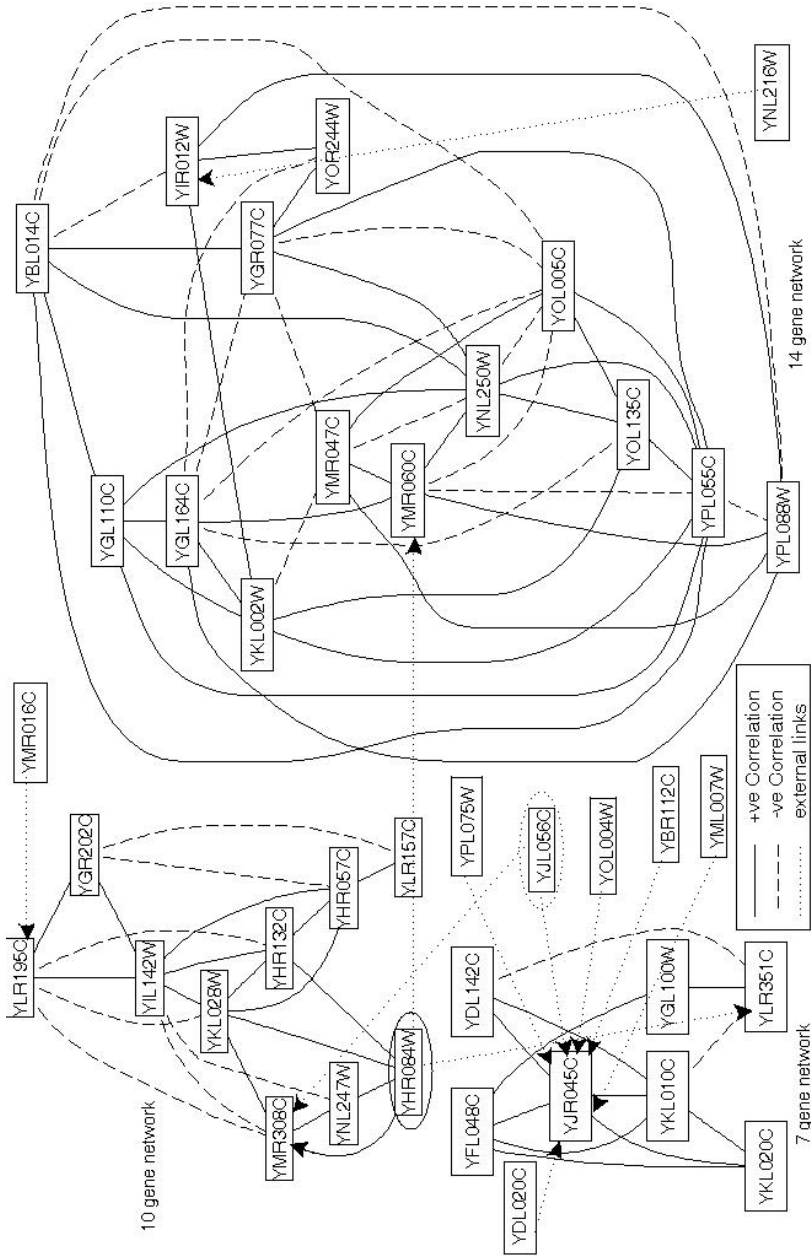 YLR195C
YMR016C
YGR202C
YIL142W
YKL028W
YHR132C
YHR057C
YLR157C
YMR308C
YNL247W
YHR084W
10 gene network
YBL014C
YIR012W
YGR077C
YOR244W
YGL110C
YGL164C
YKL002W
YMR047C
YMR060C
YNL250W
YOL005C
YOL135C
YPL055C
YPL088W
YNL216W
14 gene network
YFL048C
YDL142C
YPL075W
YJL056C
YOL004W
YBR112C
YML007W
YDL020C
YJR045C
YGL100W
YKL010C
YLR351C
YKL020C
7 gene network
+ve Correlation
-ve Correlation
external links